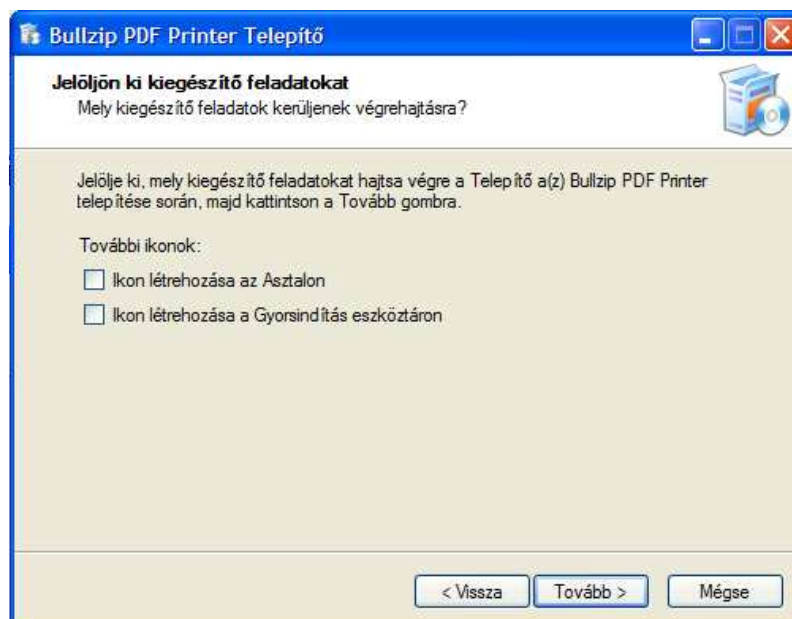 Bullzip PDF Printer Telepítő
Jelöljön ki kiegészítő feladatokat
Mely kiegészítő feladatok kerüljenek végrehajtásra?
Jelölje ki, mely kiegészítő feladatokat hajtsa végre a Telepítő a(z) Bullzip PDF Printer
telepítése során, majd kattintson a Tovább gombra.
További ikonok:
Ikon létrehozása az Asztalon
Ikon létrehozása a Gyorsindítás eszköztáron
< Vissza Tovább > Mégse